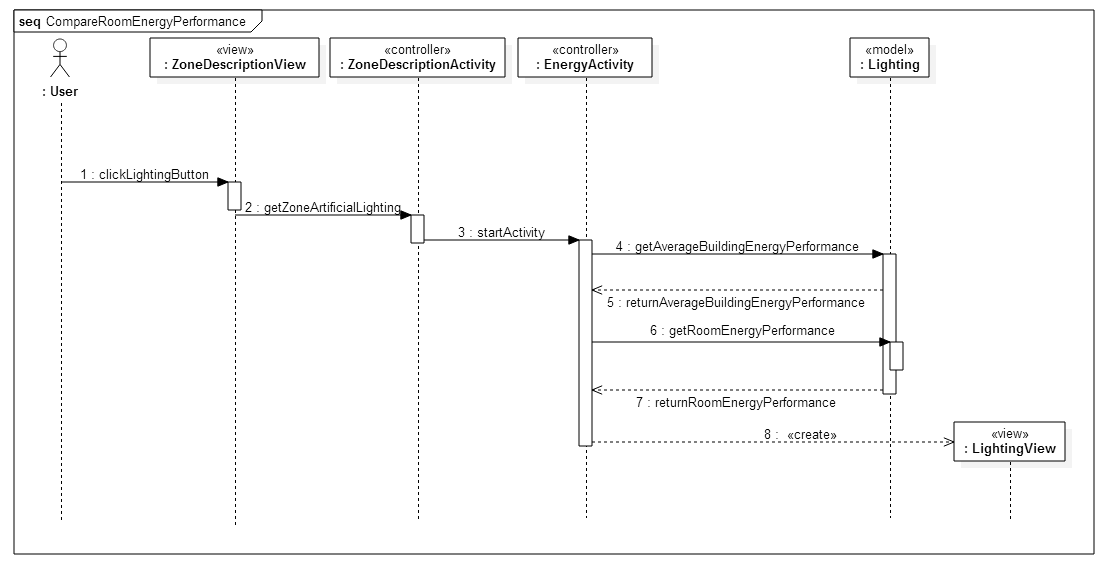 seq CompareRoomEnergyPerformance
«view»
: ZoneDescriptionView
«controller»
: ZoneDescriptionActivity
«controller»
: EnergyActivity
«model»
: Lighting
: User
1 : clickLightingButton
2 : getZoneArtificialLighting
3 : startActivity
4 : getAverageBuildingEnergyPerformance
5 : returnAverageBuildingEnergyPerformance
6 : getRoomEnergyPerformance
7 : returnRoomEnergyPerformance
8 : «create»
«view»
: LightingView